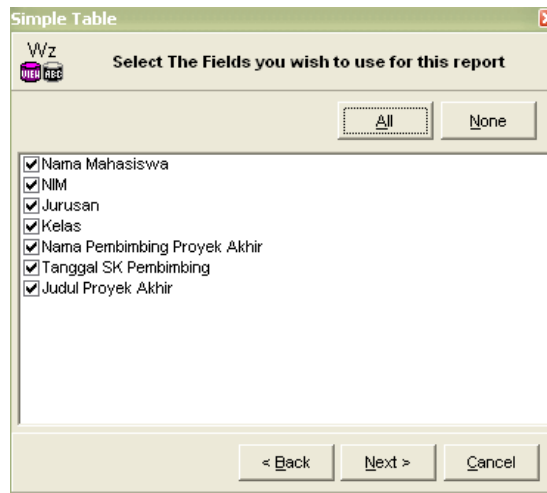 Simple Table
Wz
VIEW ABC
Select The Fields you wish to use for this report
All
None
Nama Mahasiswa
NIM
Jurusan
Kelas
Nama Pembimbing Proyek Akhir
Tanggal SK Pembimbing
Judul Proyek Akhir
< Back
Next >
Cancel